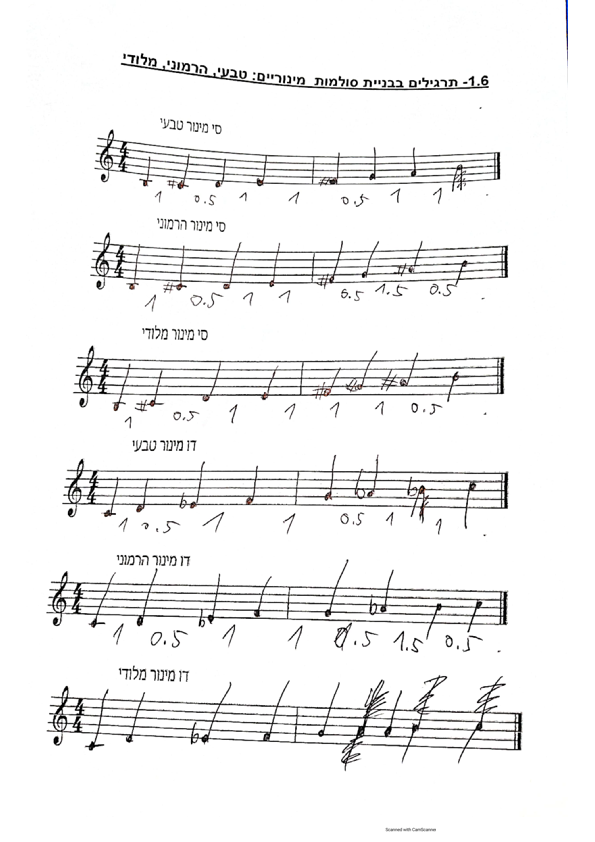 1.6- תרגילים בבניית סולמות מינוריים: טבעי, הרמוני, מלודי
סי מינור טבעי
1 0.5 1 1 0.5 1 1
סי מינור הרמוני
1 0.5 1 1 0.5 1.5 0.5
סי מינור מלודי
1 0.5 1 1 1 1 0.5
דו מינור טבעי
1 0.5 1 1 0.5 1 1
דו מינור הרמוני
1 0.5 1 1 0.5 1.5 0.5
דו מינור מלודי
Scanned with CamScanner